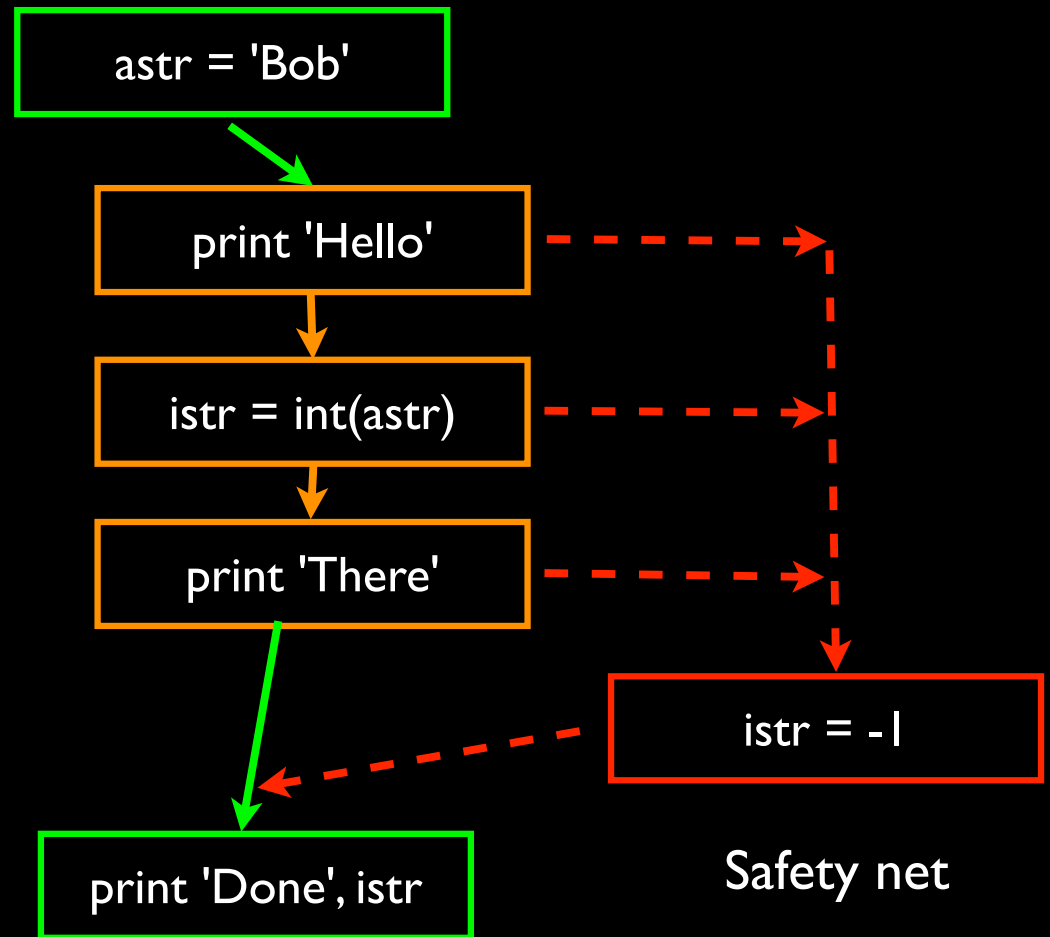 astr = 'Bob'
print 'Hello'
istr = int(astr)
print 'There'
istr = -1
print 'Done', istr
Safety net